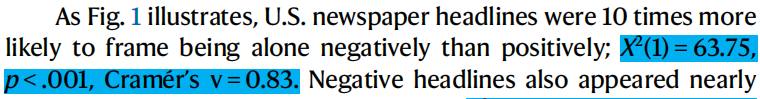 As Fig. 1 illustrates, U.S. newspaper headlines were 10 times more
likely to frame being alone negatively than positively; X²(1) = 63.75,
p < .001, Cramér's v = 0.83. Negative headlines also appeared nearly